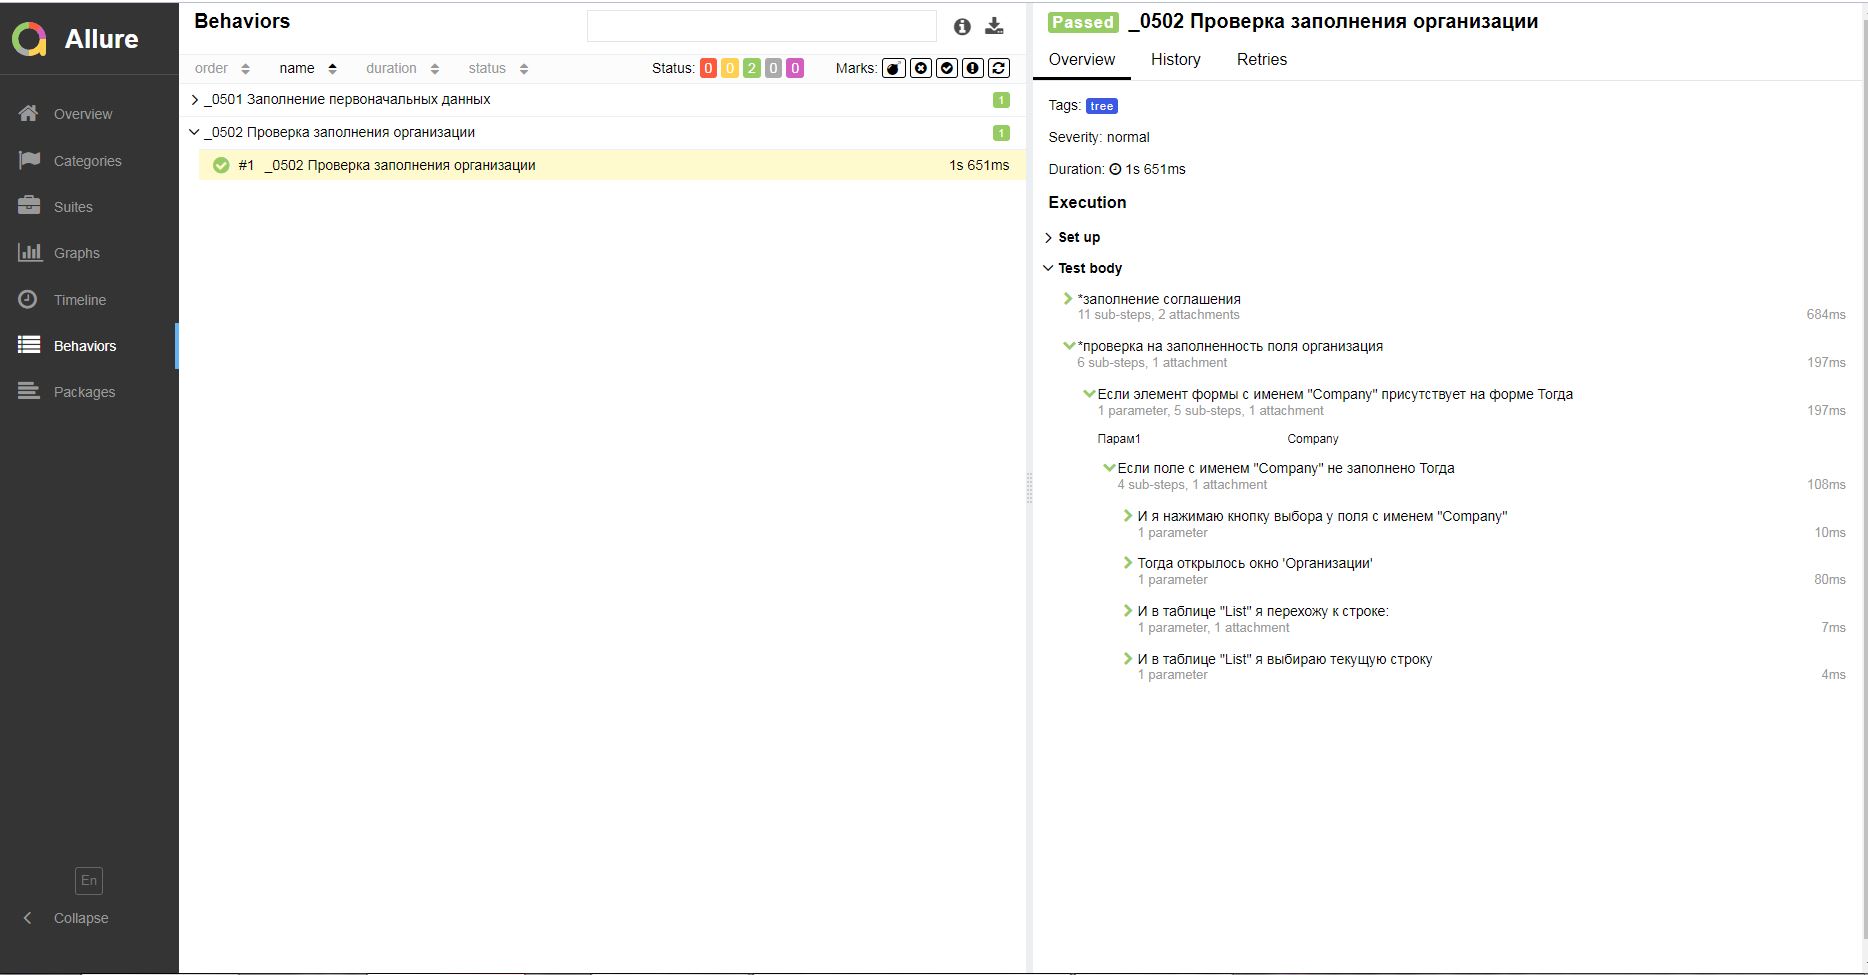 Allure
Overview
Categories
Suites
Graphs
Timeline
Behaviors
Packages
En
Collapse
Behaviors
order name duration status Status: 0 0 2 0 0 Marks:
_0501 Заполнение первоначальных данных 1
_0502 Проверка заполнения организации 1
#1 _0502 Проверка заполнения организации 1s 651ms
Passed _0502 Проверка заполнения организации
Overview History Retries
Tags: tree
Severity: normal
Duration: 1s 651ms
Execution
Set up
Test body
*заполнение соглашения
11 sub-steps, 2 attachments 684ms
*проверка на заполненность поля организация
6 sub-steps, 1 attachment 197ms
Если элемент формы с именем "Company" присутствует на форме Тогда
1 parameter, 5 sub-steps, 1 attachment 197ms
Парам1 Company
Если поле с именем "Company" не заполнено Тогда
4 sub-steps, 1 attachment 108ms
И я нажимаю кнопку выбора у поля с именем "Company"
1 parameter 10ms
Тогда открылось окно 'Организации'
1 parameter 80ms
И в таблице "List" я перехожу к строке:
1 parameter, 1 attachment 7ms
И в таблице "List" я выбираю текущую строку
1 parameter 4ms